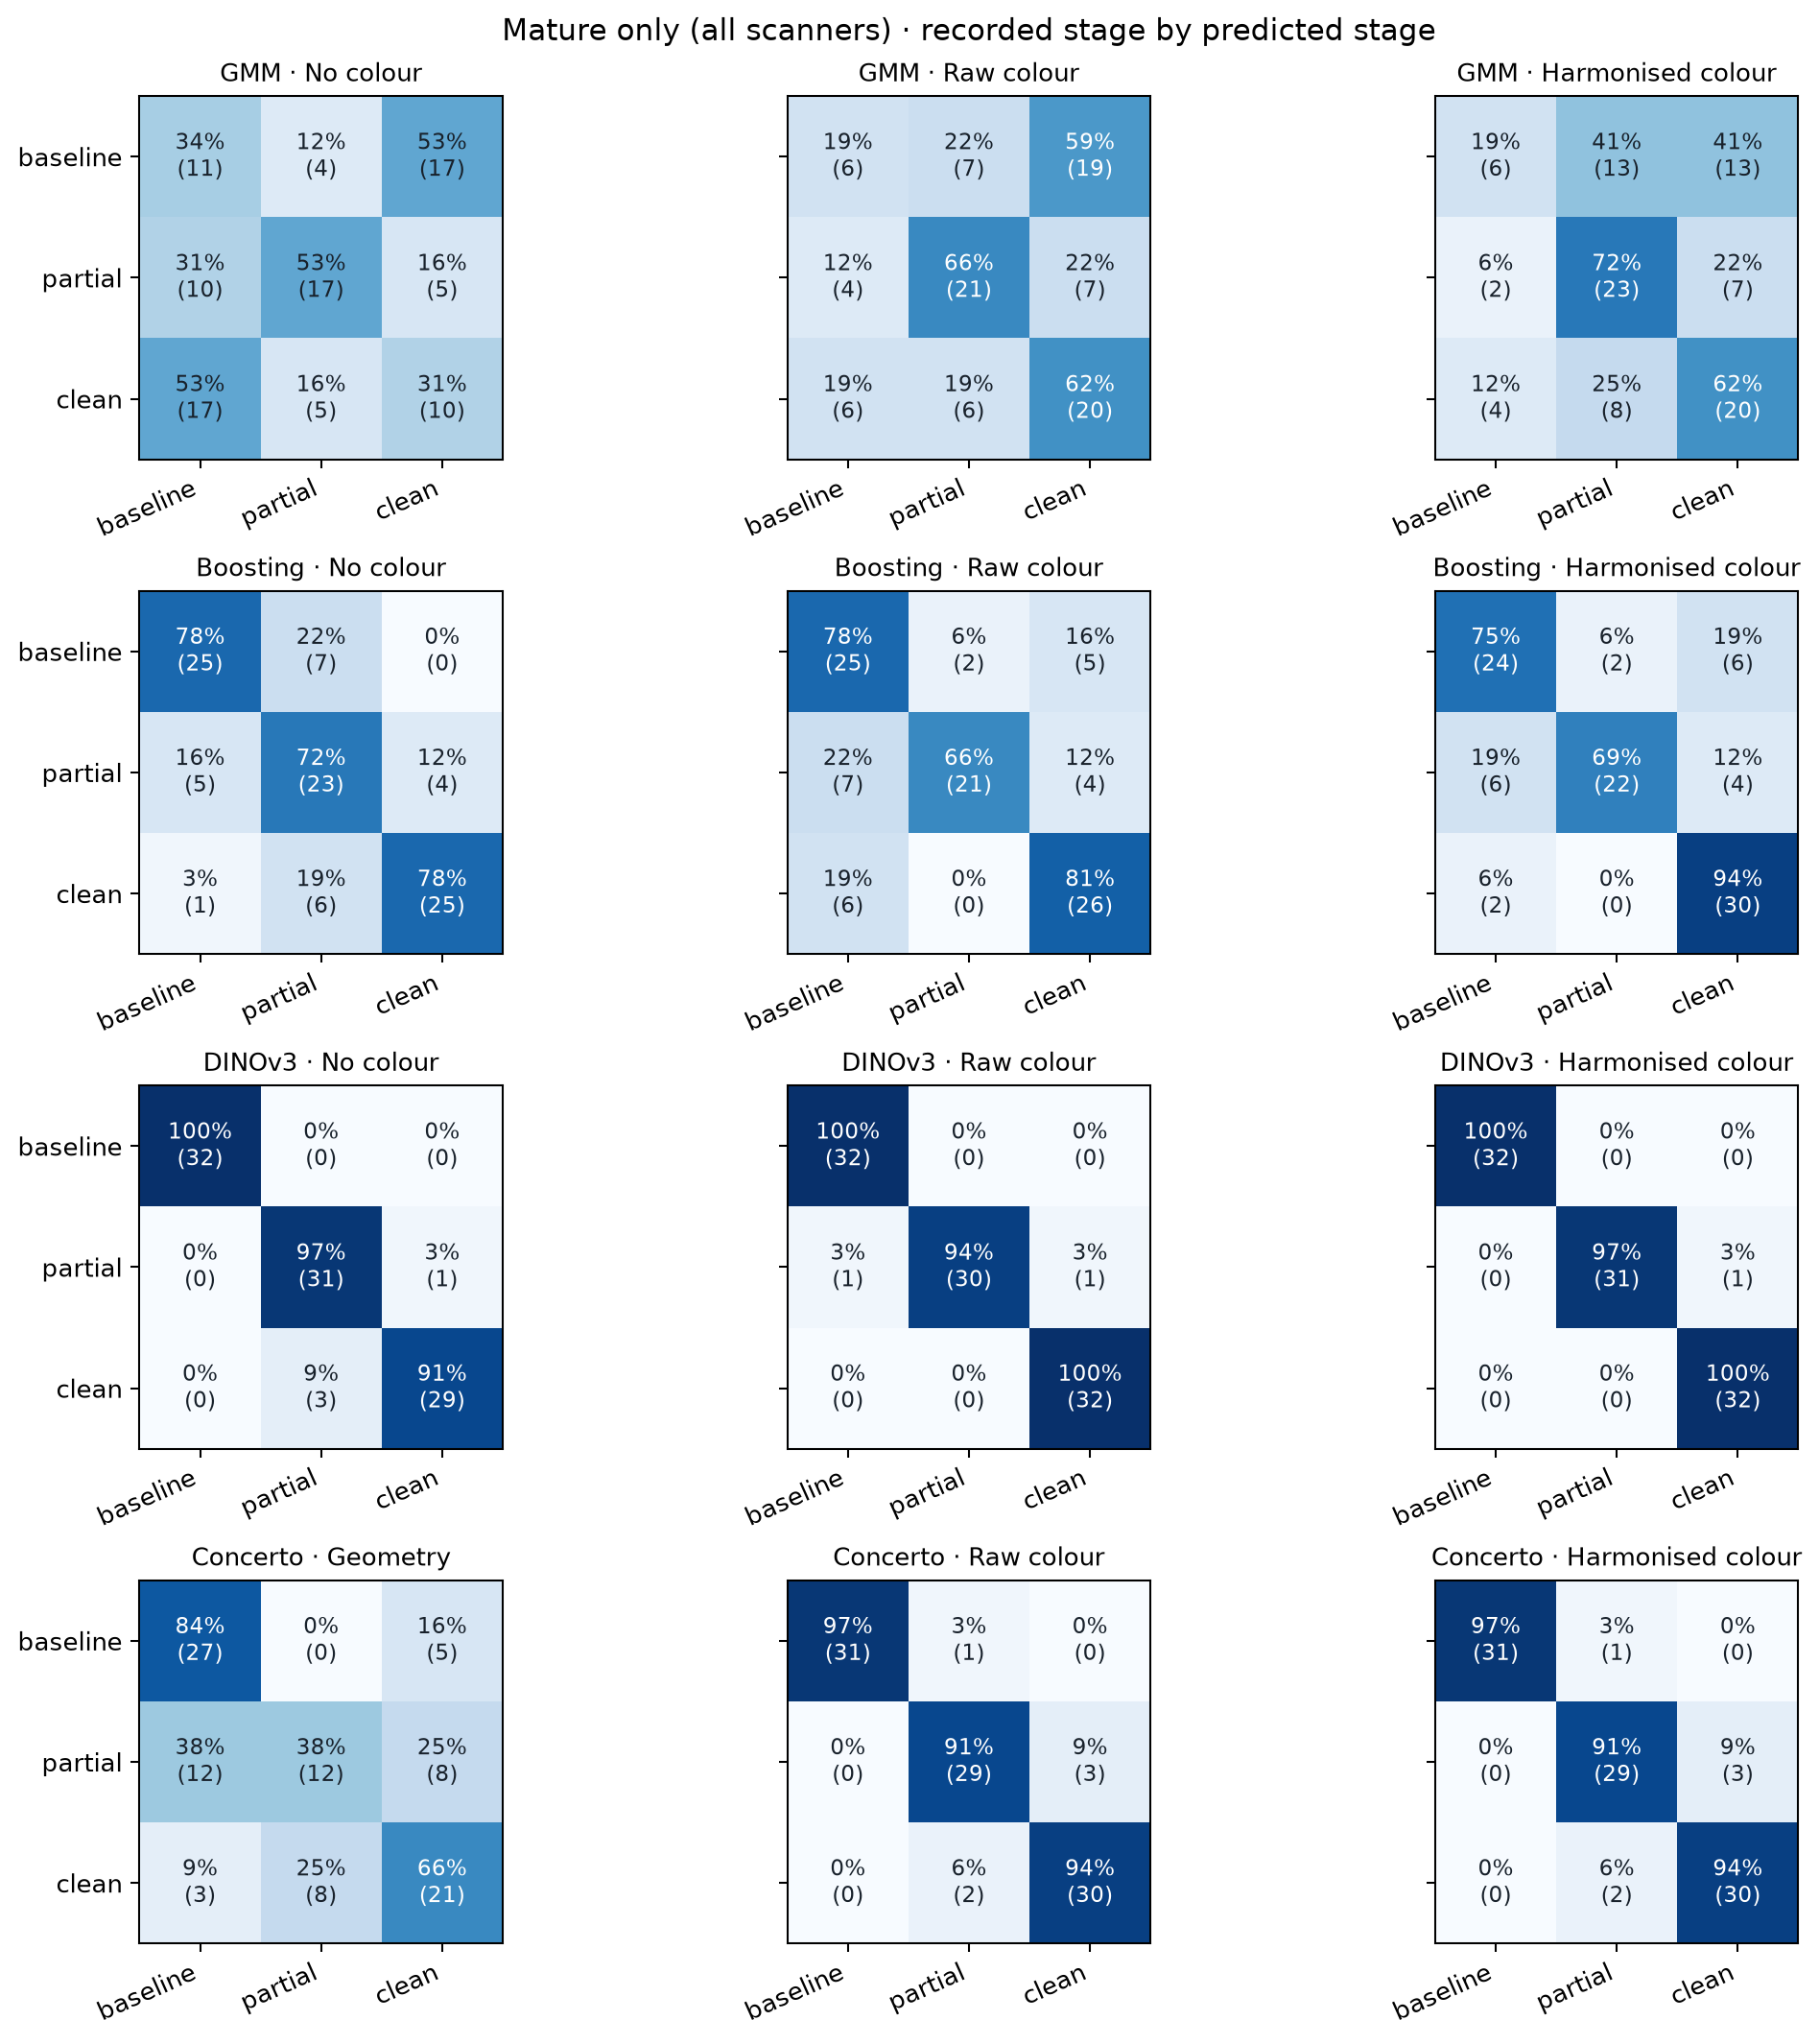 Mature only (all scanners) · recorded stage by predicted stage
GMM · No colour
GMM · Raw colour
GMM · Harmonised colour
baseline
34% 12% 53%
(11) (4) (17)
19% 22% 59%
(6) (7) (19)
19% 41% 41%
(6) (13) (13)
partial
31% 53% 16%
(10) (17) (5)
12% 66% 22%
(4) (21) (7)
6% 72% 22%
(2) (23) (7)
clean
53% 16% 31%
(17) (5) (10)
19% 19% 62%
(6) (6) (20)
12% 25% 62%
(4) (8) (20)
baseline partial clean
baseline partial clean
baseline partial clean
Boosting · No colour
Boosting · Raw colour
Boosting · Harmonised colour
baseline
78% 22% 0%
(25) (7) (0)
78% 6% 16%
(25) (2) (5)
75% 6% 19%
(24) (2) (6)
partial
16% 72% 12%
(5) (23) (4)
22% 66% 12%
(7) (21) (4)
19% 69% 12%
(6) (22) (4)
clean
3% 19% 78%
(1) (6) (25)
19% 0% 81%
(6) (0) (26)
6% 0% 94%
(2) (0) (30)
baseline partial clean
baseline partial clean
baseline partial clean
DINOv3 · No colour
DINOv3 · Raw colour
DINOv3 · Harmonised colour
baseline
100% 0% 0%
(32) (0) (0)
100% 0% 0%
(32) (0) (0)
100% 0% 0%
(32) (0) (0)
partial
0% 97% 3%
(0) (31) (1)
3% 94% 3%
(1) (30) (1)
0% 97% 3%
(0) (31) (1)
clean
0% 9% 91%
(0) (3) (29)
0% 0% 100%
(0) (0) (32)
0% 0% 100%
(0) (0) (32)
baseline partial clean
baseline partial clean
baseline partial clean
Concerto · Geometry
Concerto · Raw colour
Concerto · Harmonised colour
baseline
84% 0% 16%
(27) (0) (5)
97% 3% 0%
(31) (1) (0)
97% 3% 0%
(31) (1) (0)
partial
38% 38% 25%
(12) (12) (8)
0% 91% 9%
(0) (29) (3)
0% 91% 9%
(0) (29) (3)
clean
9% 25% 66%
(3) (8) (21)
0% 6% 94%
(0) (2) (30)
0% 6% 94%
(0) (2) (30)
baseline partial clean
baseline partial clean
baseline partial clean